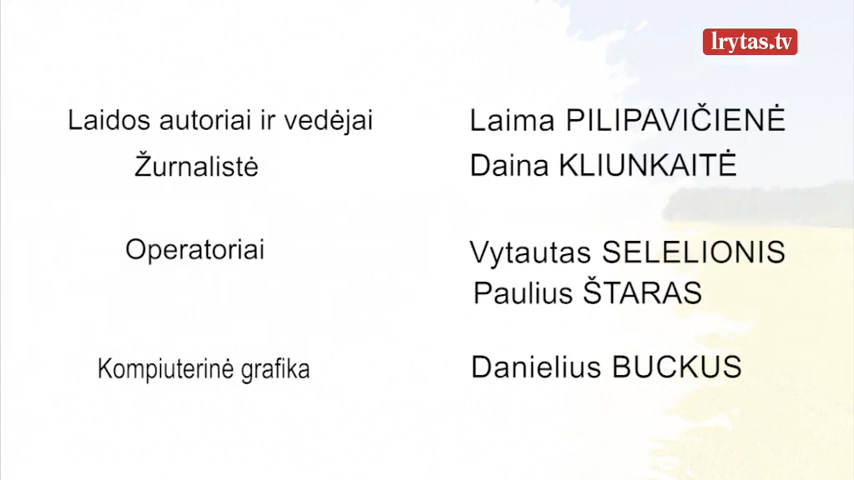 lrytas.tv
Laidos autoriai ir vedėjai Laima PILIPAVIČIENĖ
Žurnalistė Daina KLIUNKAITĖ
Operatoriai Vytautas SELELIONIS
Paulius ŠTARAS
Kompiuterinė grafika Danielius BUCKUS